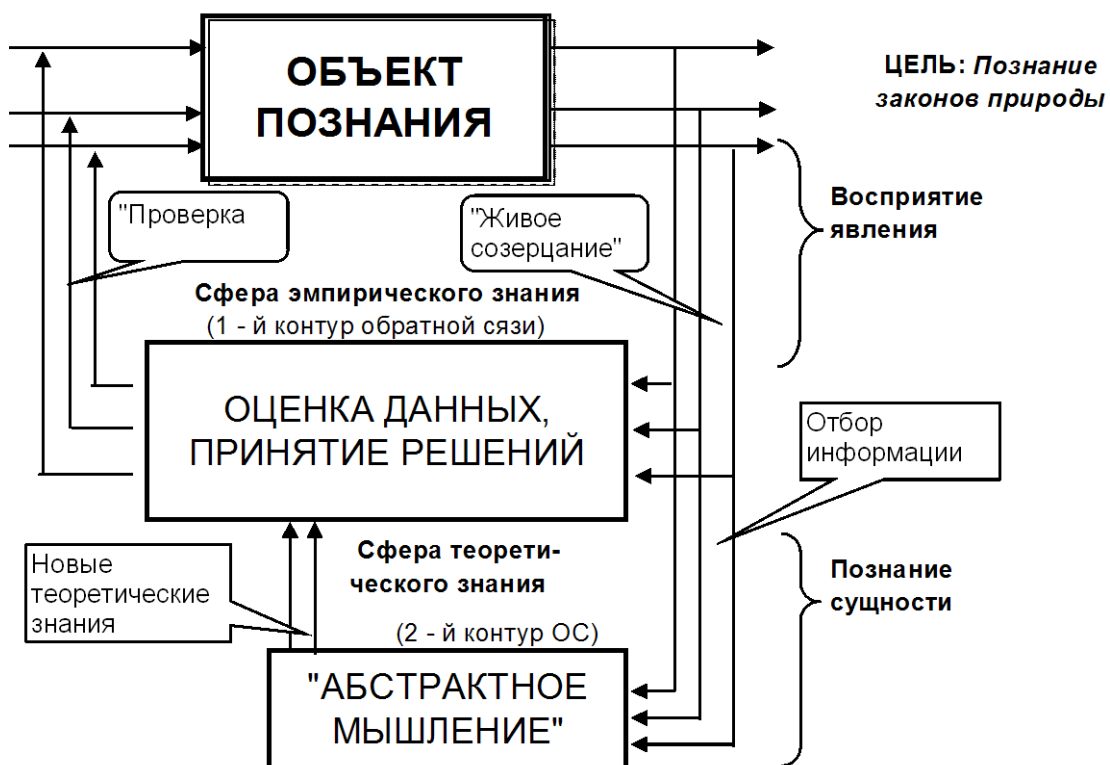 ОБЪЕКТ
ПОЗНАНИЯ
ЦЕЛЬ: Познание
законов природы
"Проверка
"Живое
созерцание"
Восприятие
явления
Сфера эмпирического знания
(1 - й контур обратной сязи)
ОЦЕНКА ДАННЫХ,
ПРИНЯТИЕ РЕШЕНИЙ
Отбор
информации
Новые
теоретические
знания
Сфера теорети-
ческого знания
(2 - й контур ОС)
Познание
сущности
"АБСТРАКТНОЕ
МЫШЛЕНИЕ"